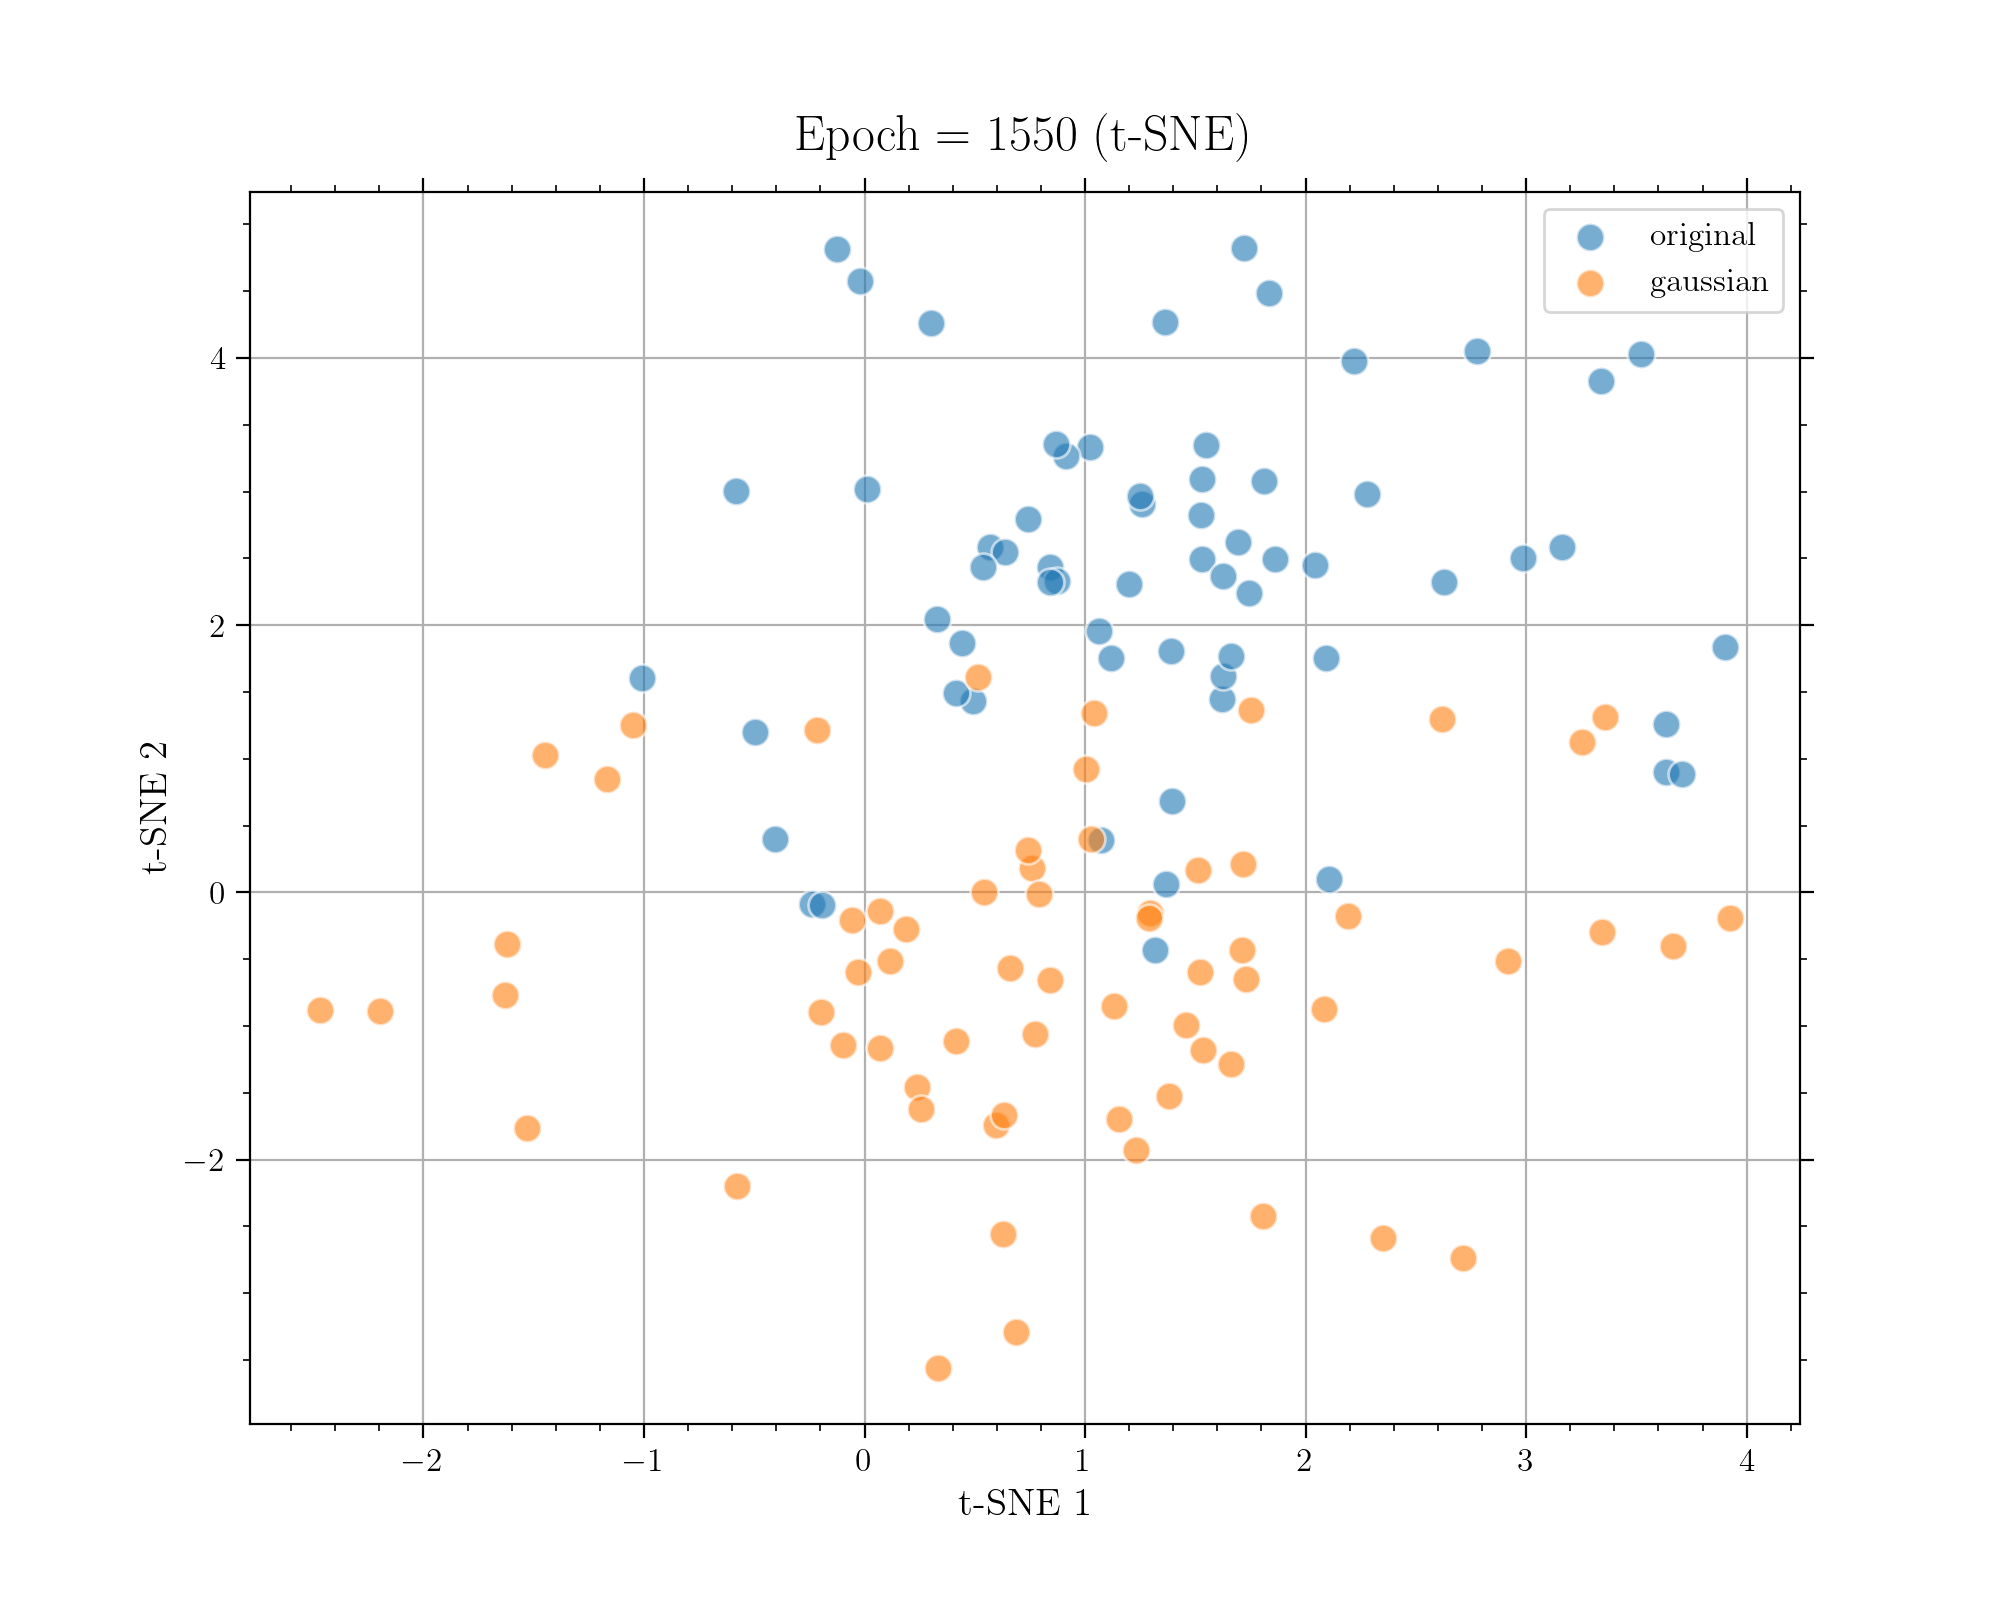 Epoch = 1550 (t-SNE)
original
gaussian
4
2
0
−2
t-SNE 2
−2
−1
0
1
2
3
4
t-SNE 1